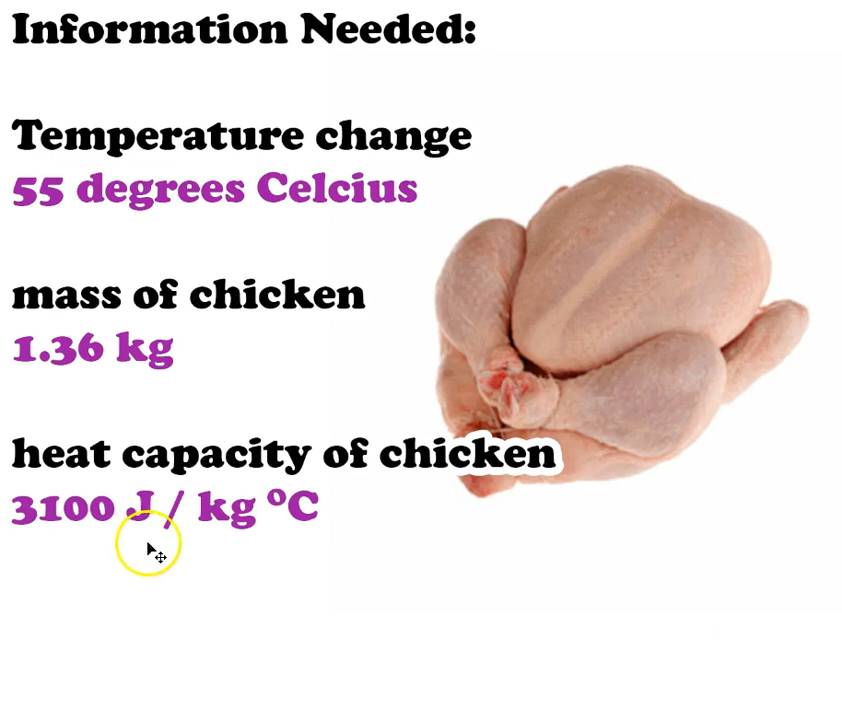 Information Needed:
Temperature change
55 degrees Celcius
mass of chicken
1.36 kg
heat capacity of chicken
3100 J / kg ºC